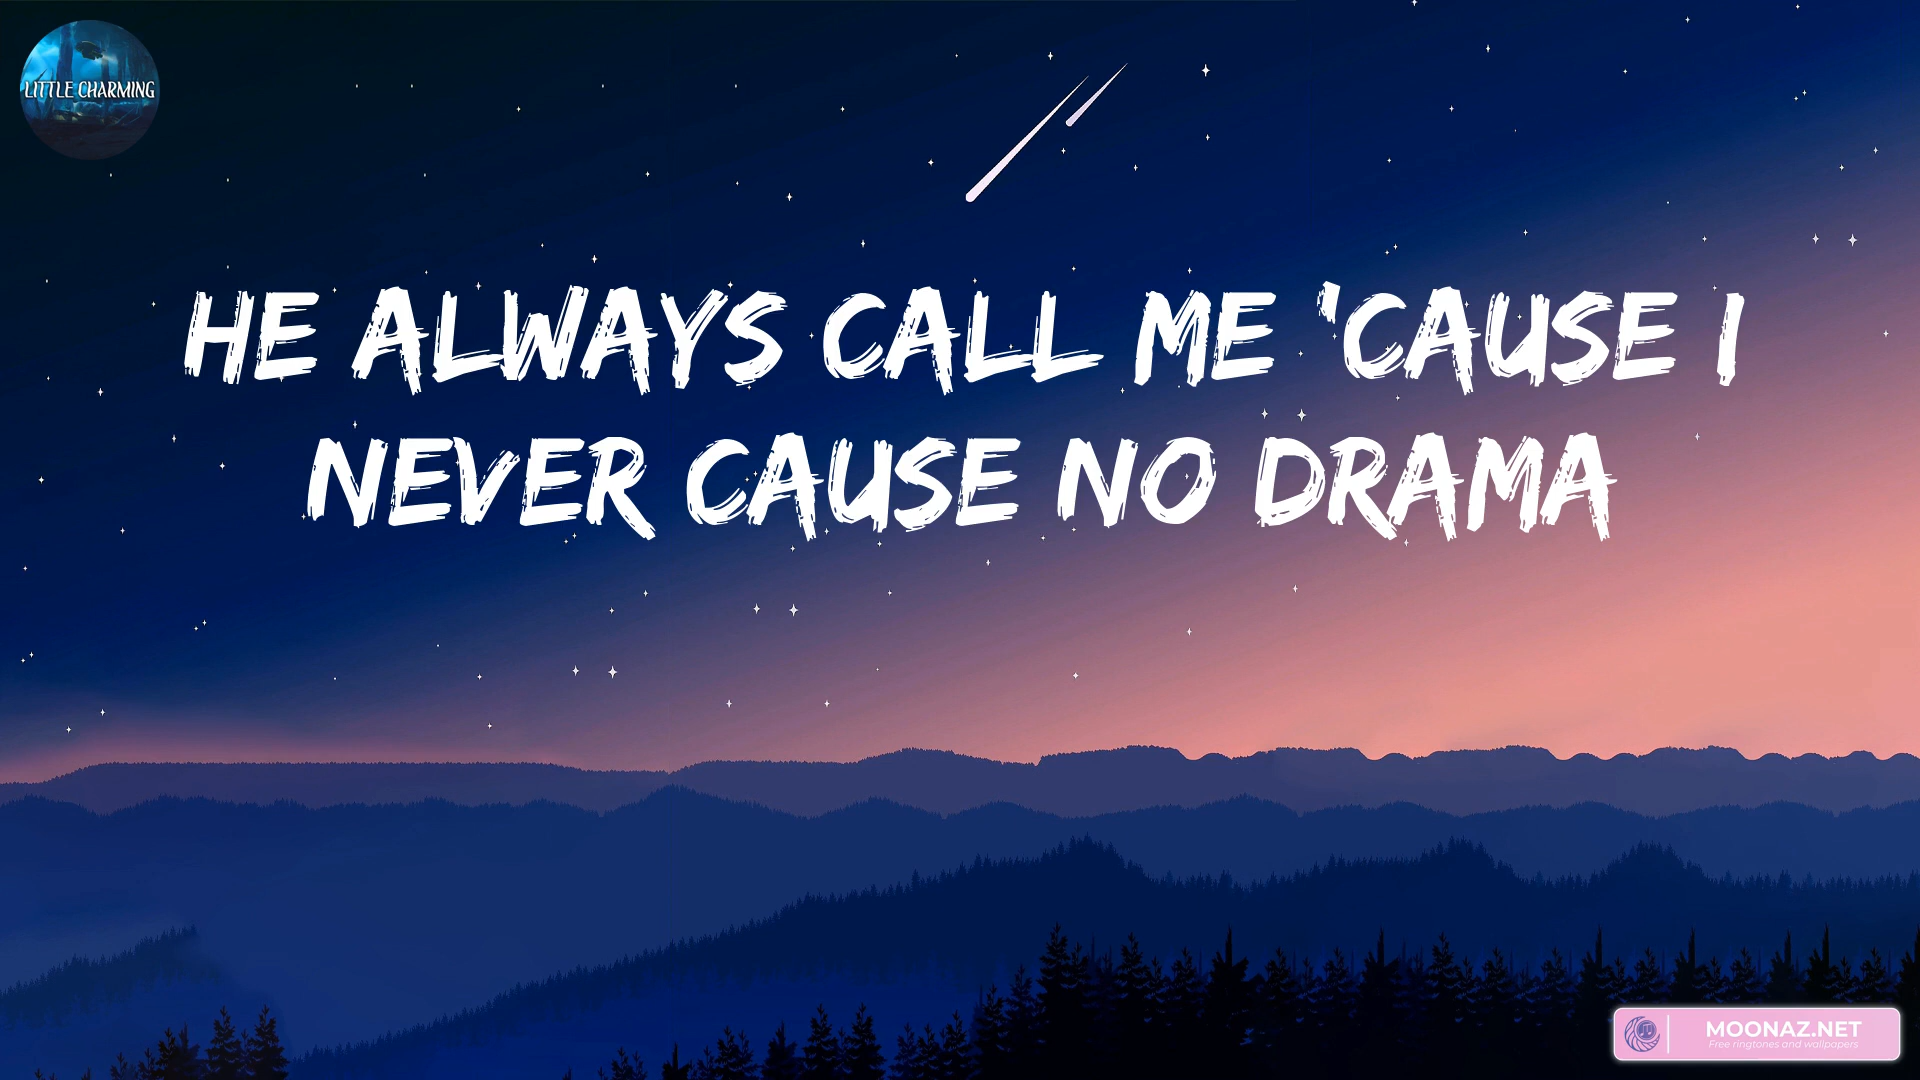 LITTLE CHARMING
HE ALWAYS CALL ME 'CAUSE I
NEVER CAUSE NO DRAMA
MOONAZ.NET
Free ringtones and wallpapers